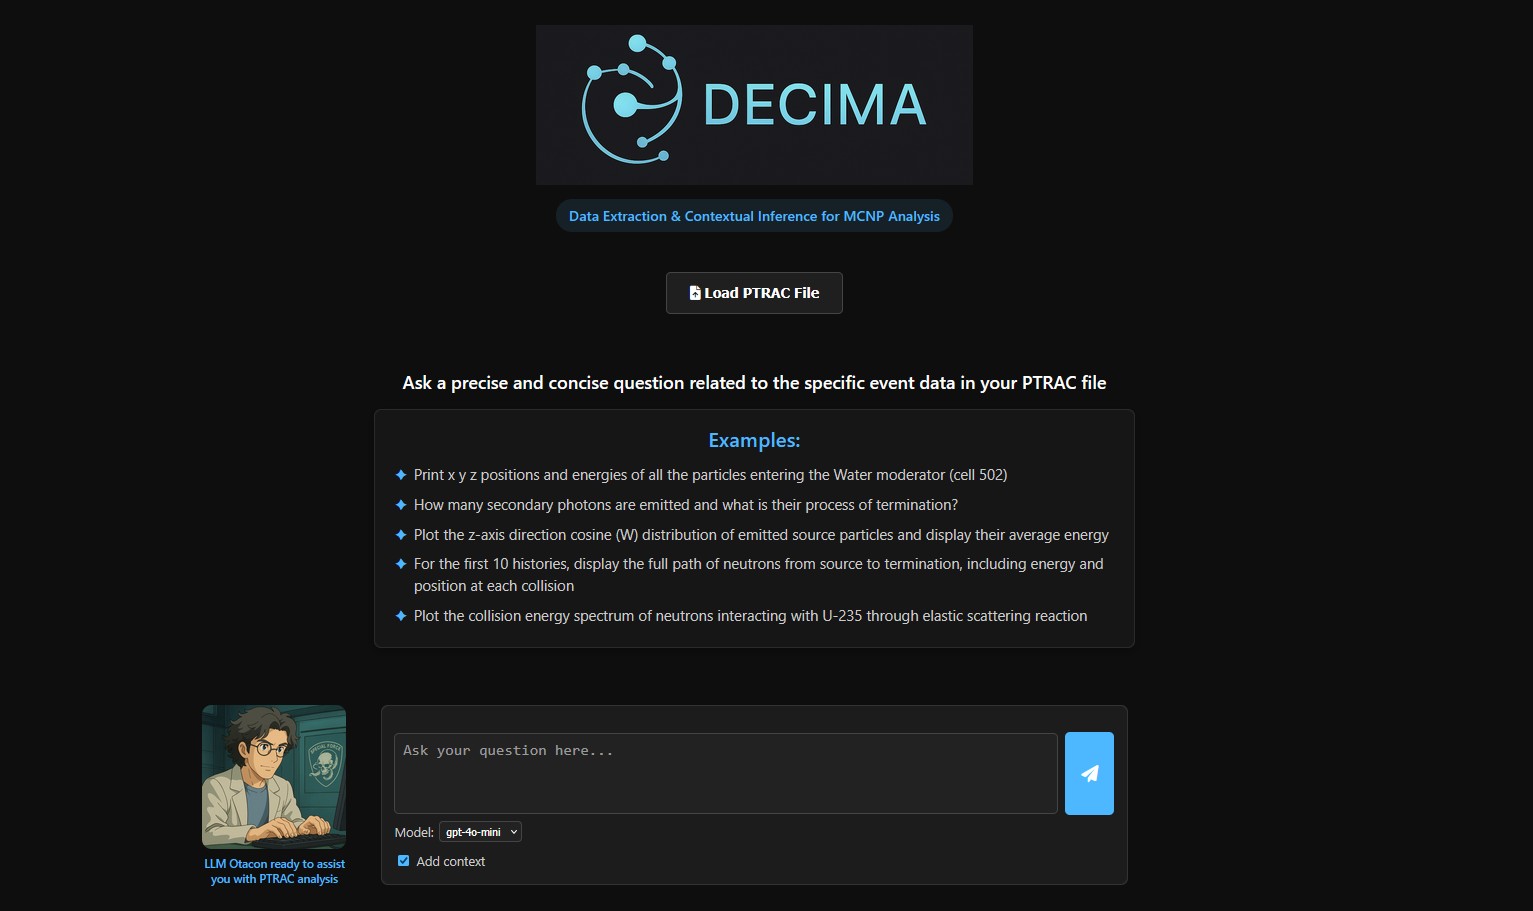 DECIMA
Data Extraction & Contextual Inference for MCNP Analysis
Load PTRAC File
Ask a precise and concise question related to the specific event data in your PTRAC file
Examples:
Print x y z positions and energies of all the particles entering the Water moderator (cell 502)
How many secondary photons are emitted and what is their process of termination?
Plot the z-axis direction cosine (W) distribution of emitted source particles and display their average energy
For the first 10 histories, display the full path of neutrons from source to termination, including energy and
position at each collision
Plot the collision energy spectrum of neutrons interacting with U-235 through elastic scattering reaction
SPECIAL FORCE
LLM Otacon ready to assist
you with PTRAC analysis
Ask your question here...
Model: gpt-4o-mini
Add context